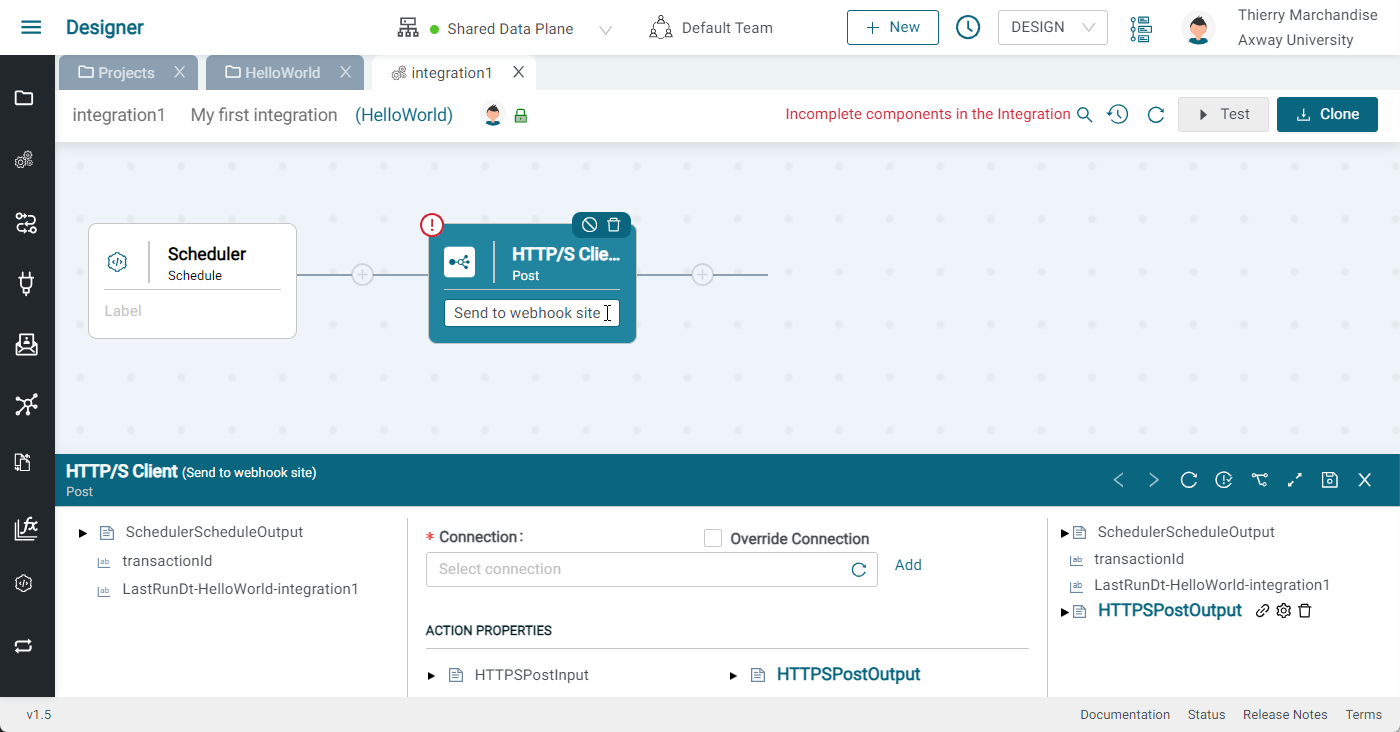 Designer
Shared Data Plane
Default Team
+ New
DESIGN
Thierry Marchandise
Axway University
Projects X
HelloWorld X
integration1 X
integration1 My first integration (HelloWorld)
Incomplete components in the Integration
Test
Clone
Scheduler
Schedule
Label
!
HTTP/S Clie...
Post
Send to webhook site
HTTP/S Client (Send to webhook site)
Post
SchedulerScheduleOutput
ab transactionId
ab LastRunDt-HelloWorld-integration1
* Connection:
Override Connection
Select connection
Add
ACTION PROPERTIES
HTTPSPostInput
HTTPSPostOutput
SchedulerScheduleOutput
ab transactionId
ab LastRunDt-HelloWorld-integration1
HTTPSPostOutput
fx
v1.5
Documentation Status Release Notes Terms